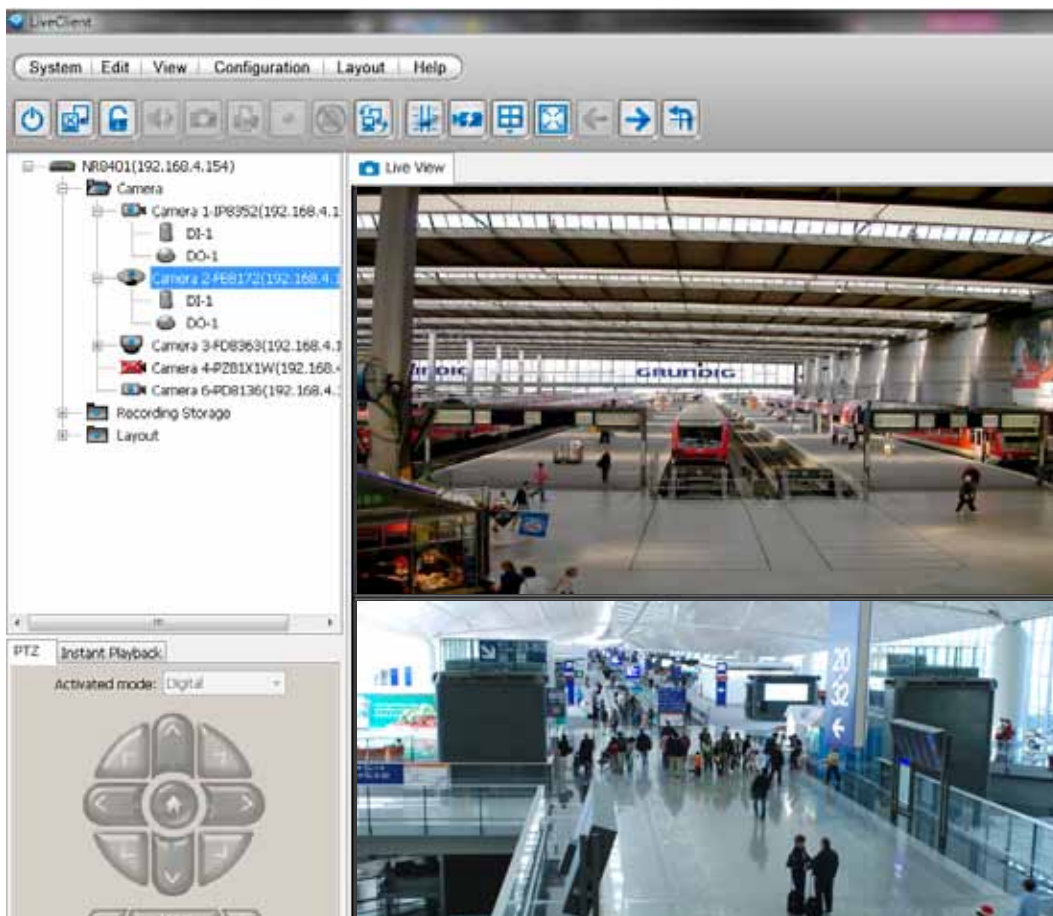 LiveClient
System Edit View Configuration Layout Help
NR8401(192.168.4.154)
Camera
Camera 1-IP8352(192.168.4.1
DI-1
DO-1
Camera 2-FE8172(192.168.4.1
DI-1
DO-1
Camera 3-FD8363(192.168.4.1
Camera 4-PZ81X1W(192.168.4
Camera 6-PD8136(192.168.4.
Recording Storage
Layout
Live View
GRUNDIG
20-32
PTZ
Instant Playback
Activated mode: Digital